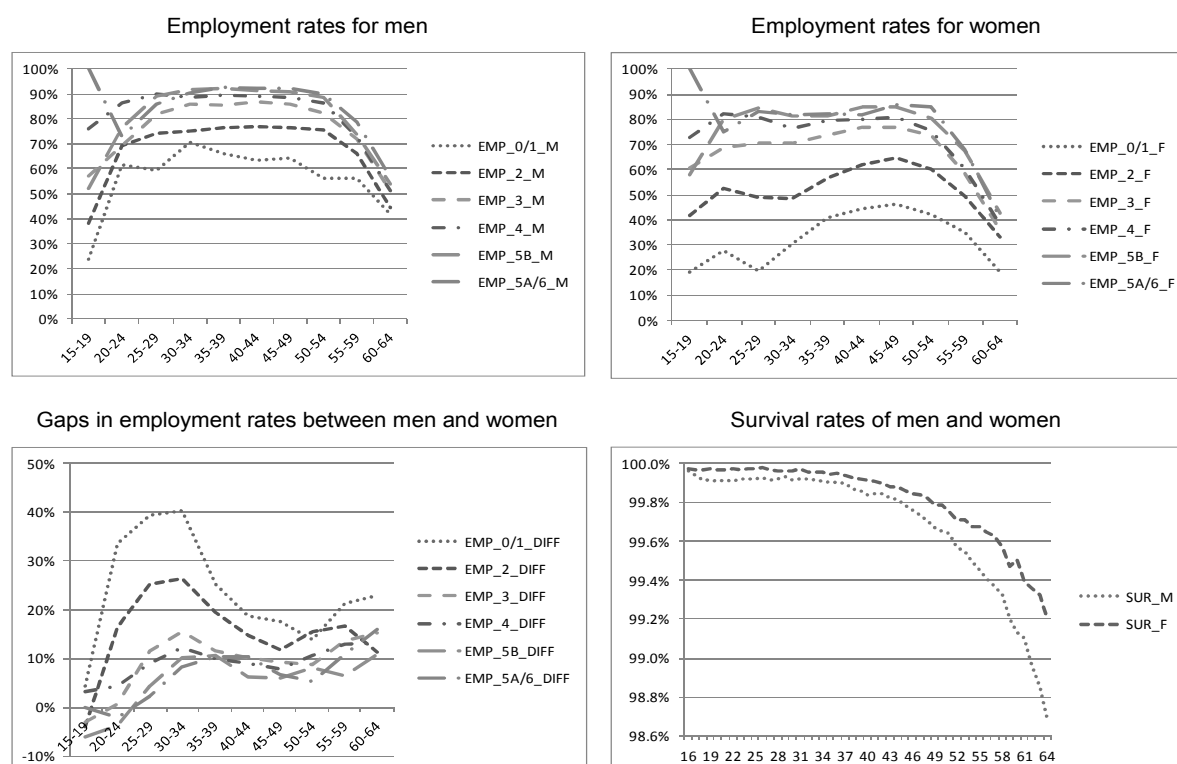 Employment rates for men
100%
90%
80%
70%
60%
50%
40%
30%
20%
10%
0%
15-19
20-24
25-29
30-34
35-39
40-44
45-49
50-54
55-59
60-64
EMP_0/1_M
EMP_2_M
EMP_3_M
EMP_4_M
EMP_5B_M
EMP_5A/6_M
Employment rates for women
100%
90%
80%
70%
60%
50%
40%
30%
20%
10%
0%
15-19
20-24
25-29
30-34
35-39
40-44
45-49
50-54
55-59
60-64
EMP_0/1_F
EMP_2_F
EMP_3_F
EMP_4_F
EMP_5B_F
EMP_5A/6_F
Gaps in employment rates between men and women
50%
40%
30%
20%
10%
0%
-10%
15-19
20-24
25-29
30-34
35-39
40-44
45-49
50-54
55-59
60-64
EMP_0/1_DIFF
EMP_2_DIFF
EMP_3_DIFF
EMP_4_DIFF
EMP_5B_DIFF
EMP_5A/6_DIFF
Survival rates of men and women
100.0%
99.8%
99.6%
99.4%
99.2%
99.0%
98.8%
98.6%
16 19 22 25 28 31 34 37 40 43 46 49 52 55 58 61 64
SUR_M
SUR_F